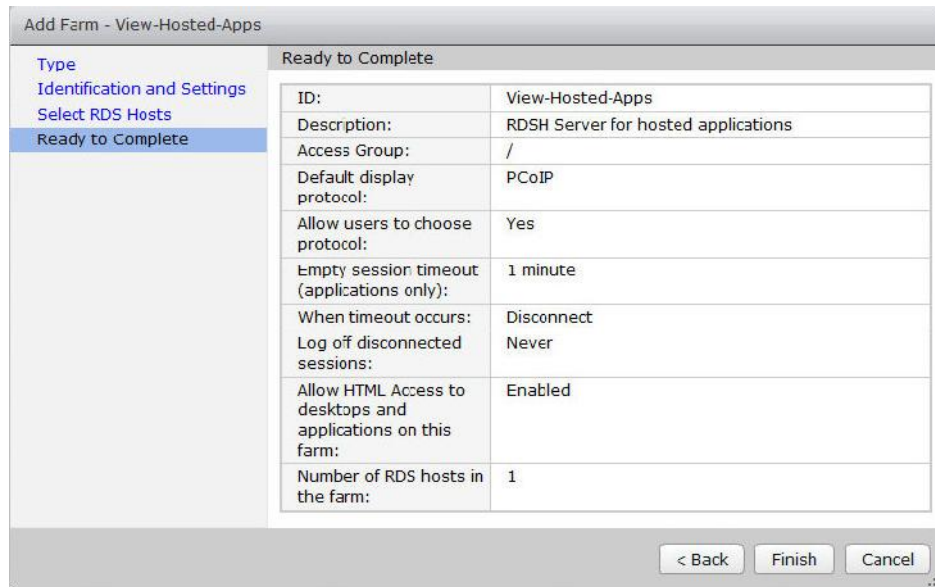 Add Farm - View-Hosted-Apps
Type
Identification and Settings
Select RDS Hosts
Ready to Complete
Ready to Complete
ID: View-Hosted-Apps
Description: RDSH Server for hosted applications
Access Group: /
Default display PCoIP
protocol:
Allow users to choose Yes
protocol:
Empty session timeout 1 minute
(applications only):
When timeout occurs: Disconnect
Log off disconnected Never
sessions:
Allow HTML Access to Enabled
desktops and
applications on this
farm:
Number of RDS hosts in 1
the farm:
< Back Finish Cancel